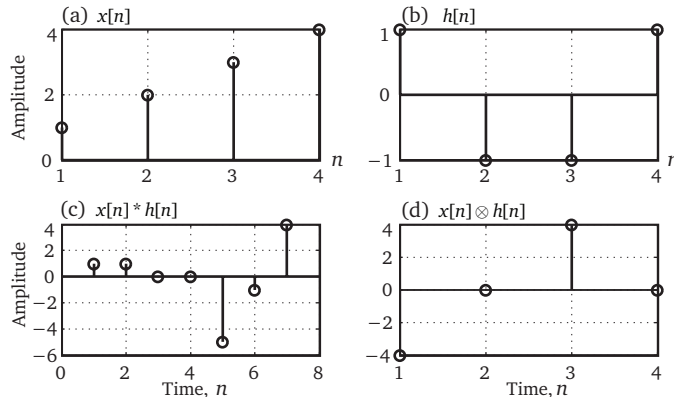 (a) x[n]
(b) h[n]
Amplitude
4
2
0
1 2 3 4 n
1
0
−1
1 2 3 4
(c) x[n] * h[n]
(d) x[n] ⊗ h[n]
Amplitude
4
2
0
−2
−4
−6
0 2 4 6 8
Time, n
4
2
0
−2
−4
1 2 3 4
Time, n